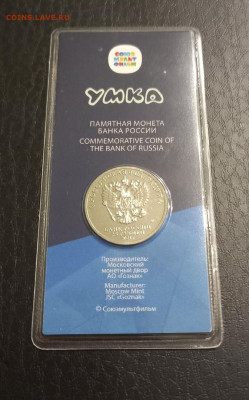 COINS.LAVE.RU
СОЮЗ
МУЛЬТ
ФИЛЬМ
УМКА
ПАМЯТНАЯ МОНЕТА
БАНКА РОССИИ
COMMEMORATIVE COIN OF
THE BANK OF RUSSIA
Производитель:
Московский
монетный двор
АО «Гознак»
Manufacturer:
Moscow Mint
JSC «Goznak»
© Союзмультфильм